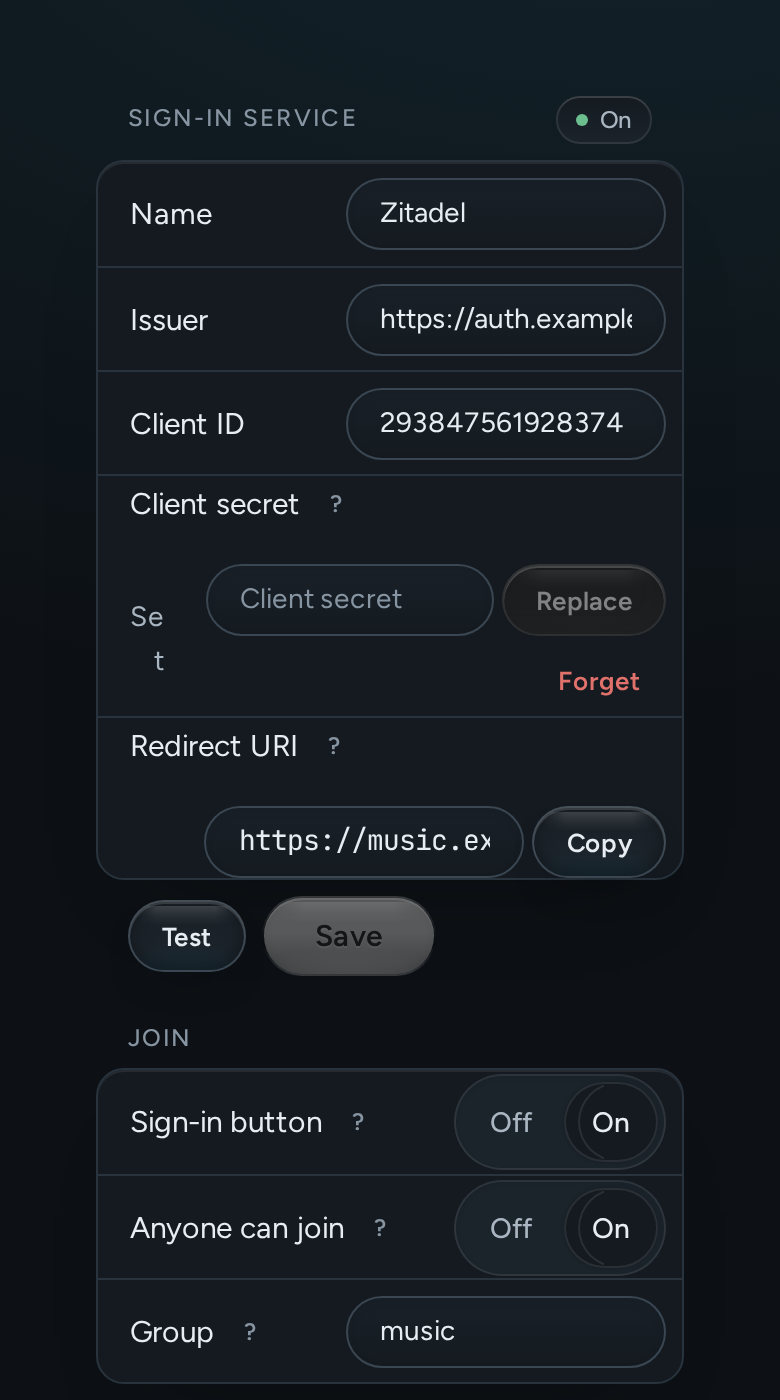 SIGN-IN SERVICE
On
Name
Zitadel
Issuer
https://auth.example
Client ID
293847561928374
Client secret ?
Se
t
Client secret
Replace
Forget
Redirect URI ?
https://music.ex
Copy
Test
Save
JOIN
Sign-in button ?
Off
On
Anyone can join ?
Off
On
Group ?
music